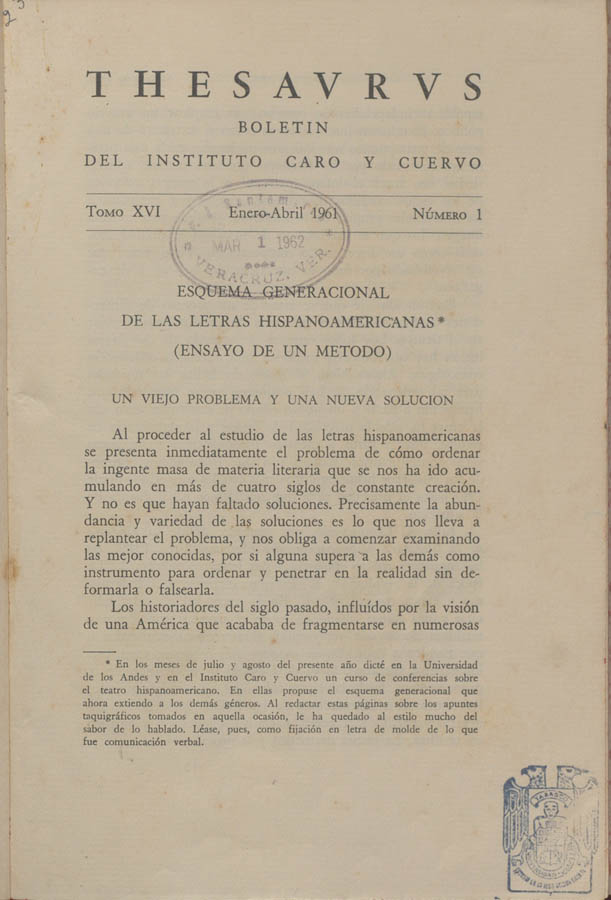 THESAVRVS
BOLETIN
DEL INSTITUTO CARO Y CUERVO
Tomo XVI Enero-Abril 1961 Número 1
MAR 1 1962
VERACRUZ, VER.
ESQUEMA GENERACIONAL
DE LAS LETRAS HISPANOAMERICANAS*
(ENSAYO DE UN METODO)
UN VIEJO PROBLEMA Y UNA NUEVA SOLUCION
Al proceder al estudio de las letras hispanoamericanas
se presenta inmediatamente el problema de cómo ordenar
la ingente masa de materia literaria que se nos ha ido acu-
mulando en más de cuatro siglos de constante creación.
Y no es que hayan faltado soluciones. Precisamente la abun-
dancia y variedad de las soluciones es lo que nos lleva a
replantear el problema, y nos obliga a comenzar examinando
las mejor conocidas, por si alguna supera a las demás como
instrumento para ordenar y penetrar en la realidad sin de-
formarla o falsearla.
Los historiadores del siglo pasado, influídos por la visión
de una América que acababa de fragmentarse en numerosas
* En los meses de julio y agosto del presente año dicté en la Universidad
de los Andes y en el Instituto Caro y Cuervo un curso de conferencias sobre
el teatro hispanoamericano. En ellas propuse el esquema generacional que
ahora extiendo a los demás géneros. Al redactar estas páginas sobre los apuntes
taquigráficos tomados en aquella ocasión, le ha quedado al estilo mucho del
sabor de lo hablado. Léase, pues, como fijación en letra de molde de lo que
fue comunicación verbal.